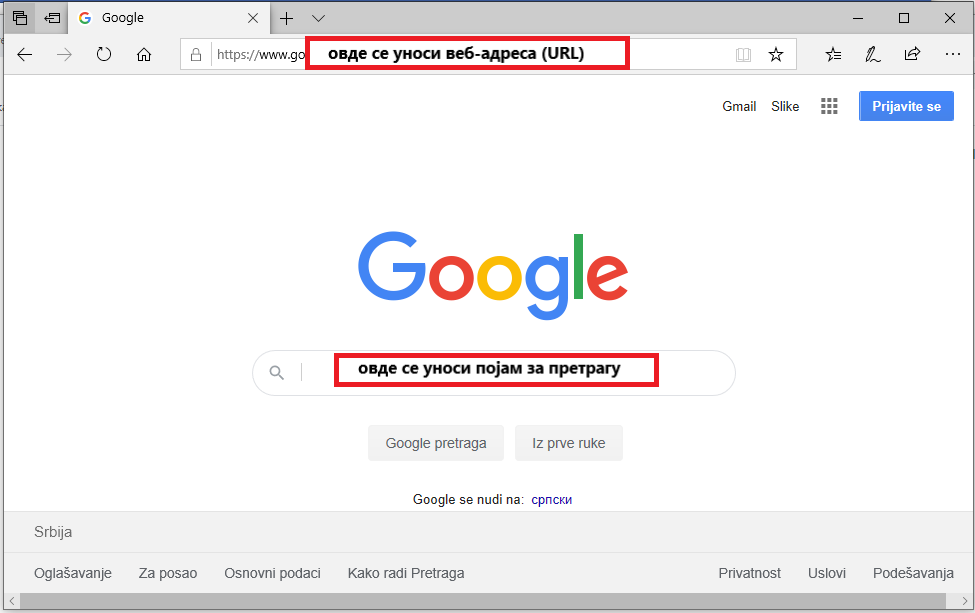 Google
https://www.go
овде се уноси веб-адреса (URL)
Gmail Slike Prijavite se
Google
овде се уноси појам за претрагу
Google pretraga Iz prve ruke
Google se nudi na: српски
Srbija
Oglašavanje Za posao Osnovni podaci Kako radi Pretraga Privatnost Uslovi Podešavanja